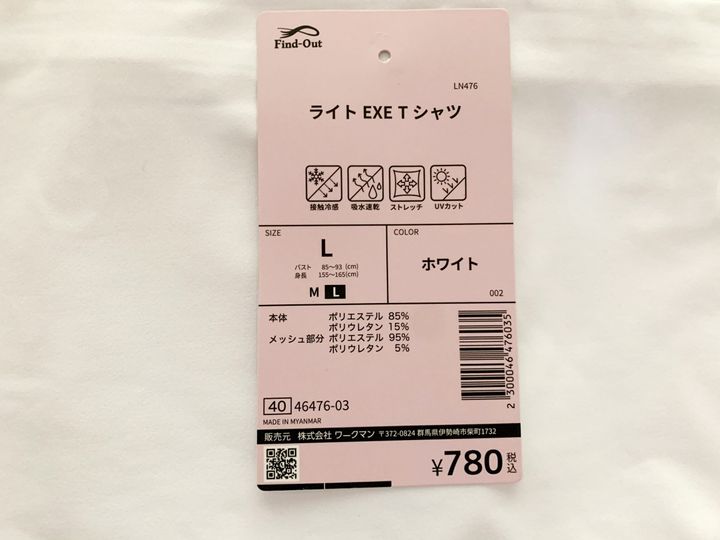 Find-Out
LN476
ライト EXE T シャツ
接触冷感 吸水速乾 ストレッチ UVカット
SIZE
L
バスト 85〜93 (cm)
身長 155〜165(cm)
M L
COLOR
ホワイト
002
本体 ポリエステル 85%
ポリウレタン 15%
メッシュ部分 ポリエステル 95%
ポリウレタン 5%
2 300046 476035
40 46476-03
MADE IN MYANMAR
販売元 株式会社 ワークマン 〒372-0824 群馬県伊勢崎市柴町1732
¥780 税込